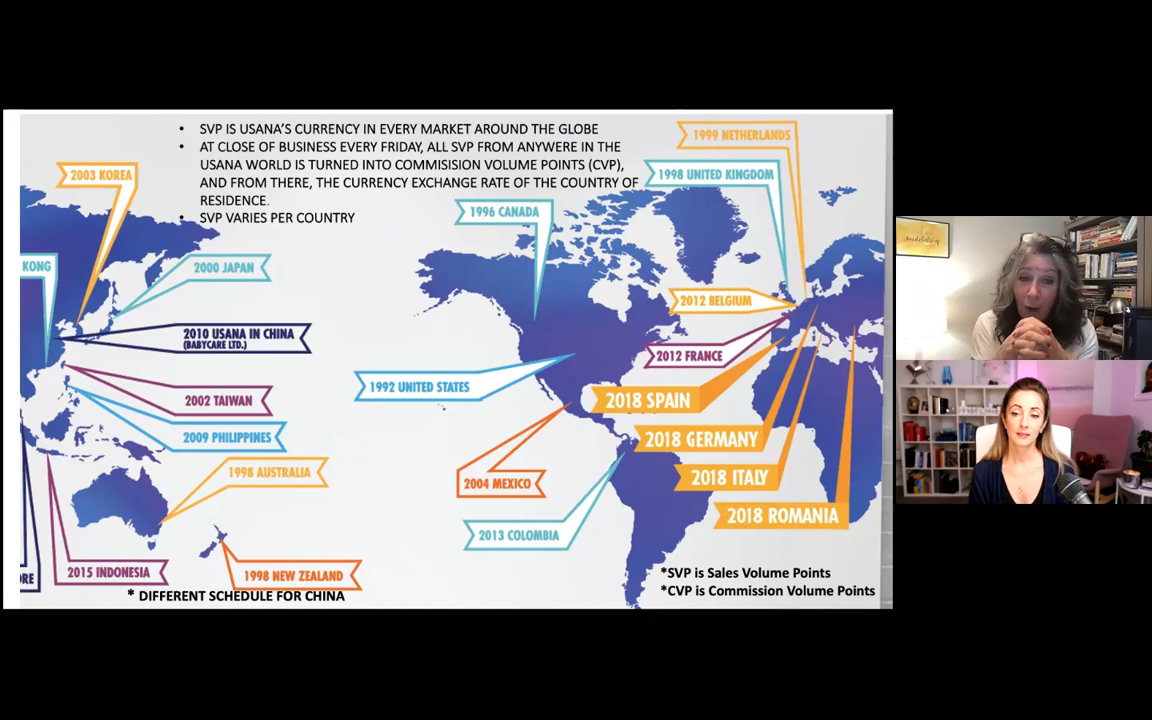 • SVP IS USANA'S CURRENCY IN EVERY MARKET AROUND THE GLOBE
• AT CLOSE OF BUSINESS EVERY FRIDAY, ALL SVP FROM ANYWERE IN THE
USANA WORLD IS TURNED INTO COMMISISION VOLUME POINTS (CVP),
AND FROM THERE, THE CURRENCY EXCHANGE RATE OF THE COUNTRY OF
RESIDENCE.
• SVP VARIES PER COUNTRY
1999 NETHERLANDS
2003 KOREA
1998 UNITED KINGDOM
1996 CANADA
KONG
2000 JAPAN
2012 BELGIUM
2010 USANA IN CHINA
(BABYCARE LTD.)
2012 FRANCE
1992 UNITED STATES
2002 TAIWAN
2018 SPAIN
2009 PHILIPPINES
2018 GERMANY
1998 AUSTRALIA
2018 ITALY
2004 MEXICO
2018 ROMANIA
2013 COLOMBIA
2015 INDONESIA
1998 NEW ZEALAND
ORE
* DIFFERENT SCHEDULE FOR CHINA
*SVP is Sales Volume Points
*CVP is Commission Volume Points